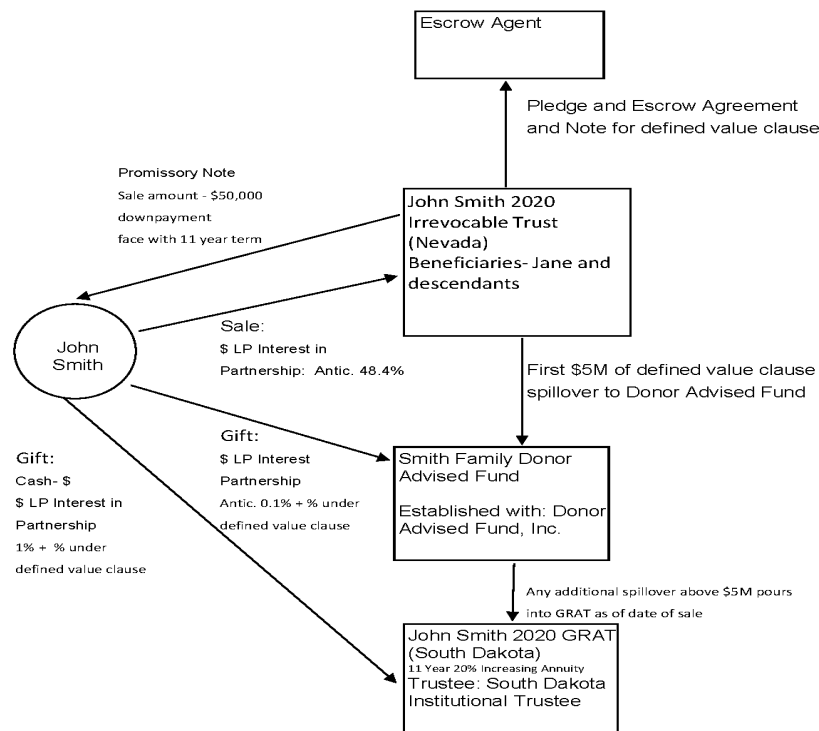 Escrow Agent
Pledge and Escrow Agreement
and Note for defined value clause
Promissory Note
Sale amount - $50,000
downpayment
face with 11 year term
John Smith 2020
Irrevocable Trust
(Nevada)
Beneficiaries- Jane and
descendants
John
Smith
Sale:
$ LP Interest in
Partnership: Antic. 48.4%
First $5M of defined value clause
spillover to Donor Advised Fund
Gift:
$ LP Interest
Partnership
Antic. 0.1% + % under
defined value clause
Gift:
Cash- $
$ LP Interest in
Partnership
1% + % under
defined value clause
Smith Family Donor
Advised Fund
Established with: Donor
Advised Fund, Inc.
Any additional spillover above $5M pours
into GRAT as of date of sale
John Smith 2020 GRAT
(South Dakota)
11 Year 20% Increasing Annuity
Trustee: South Dakota
Institutional Trustee